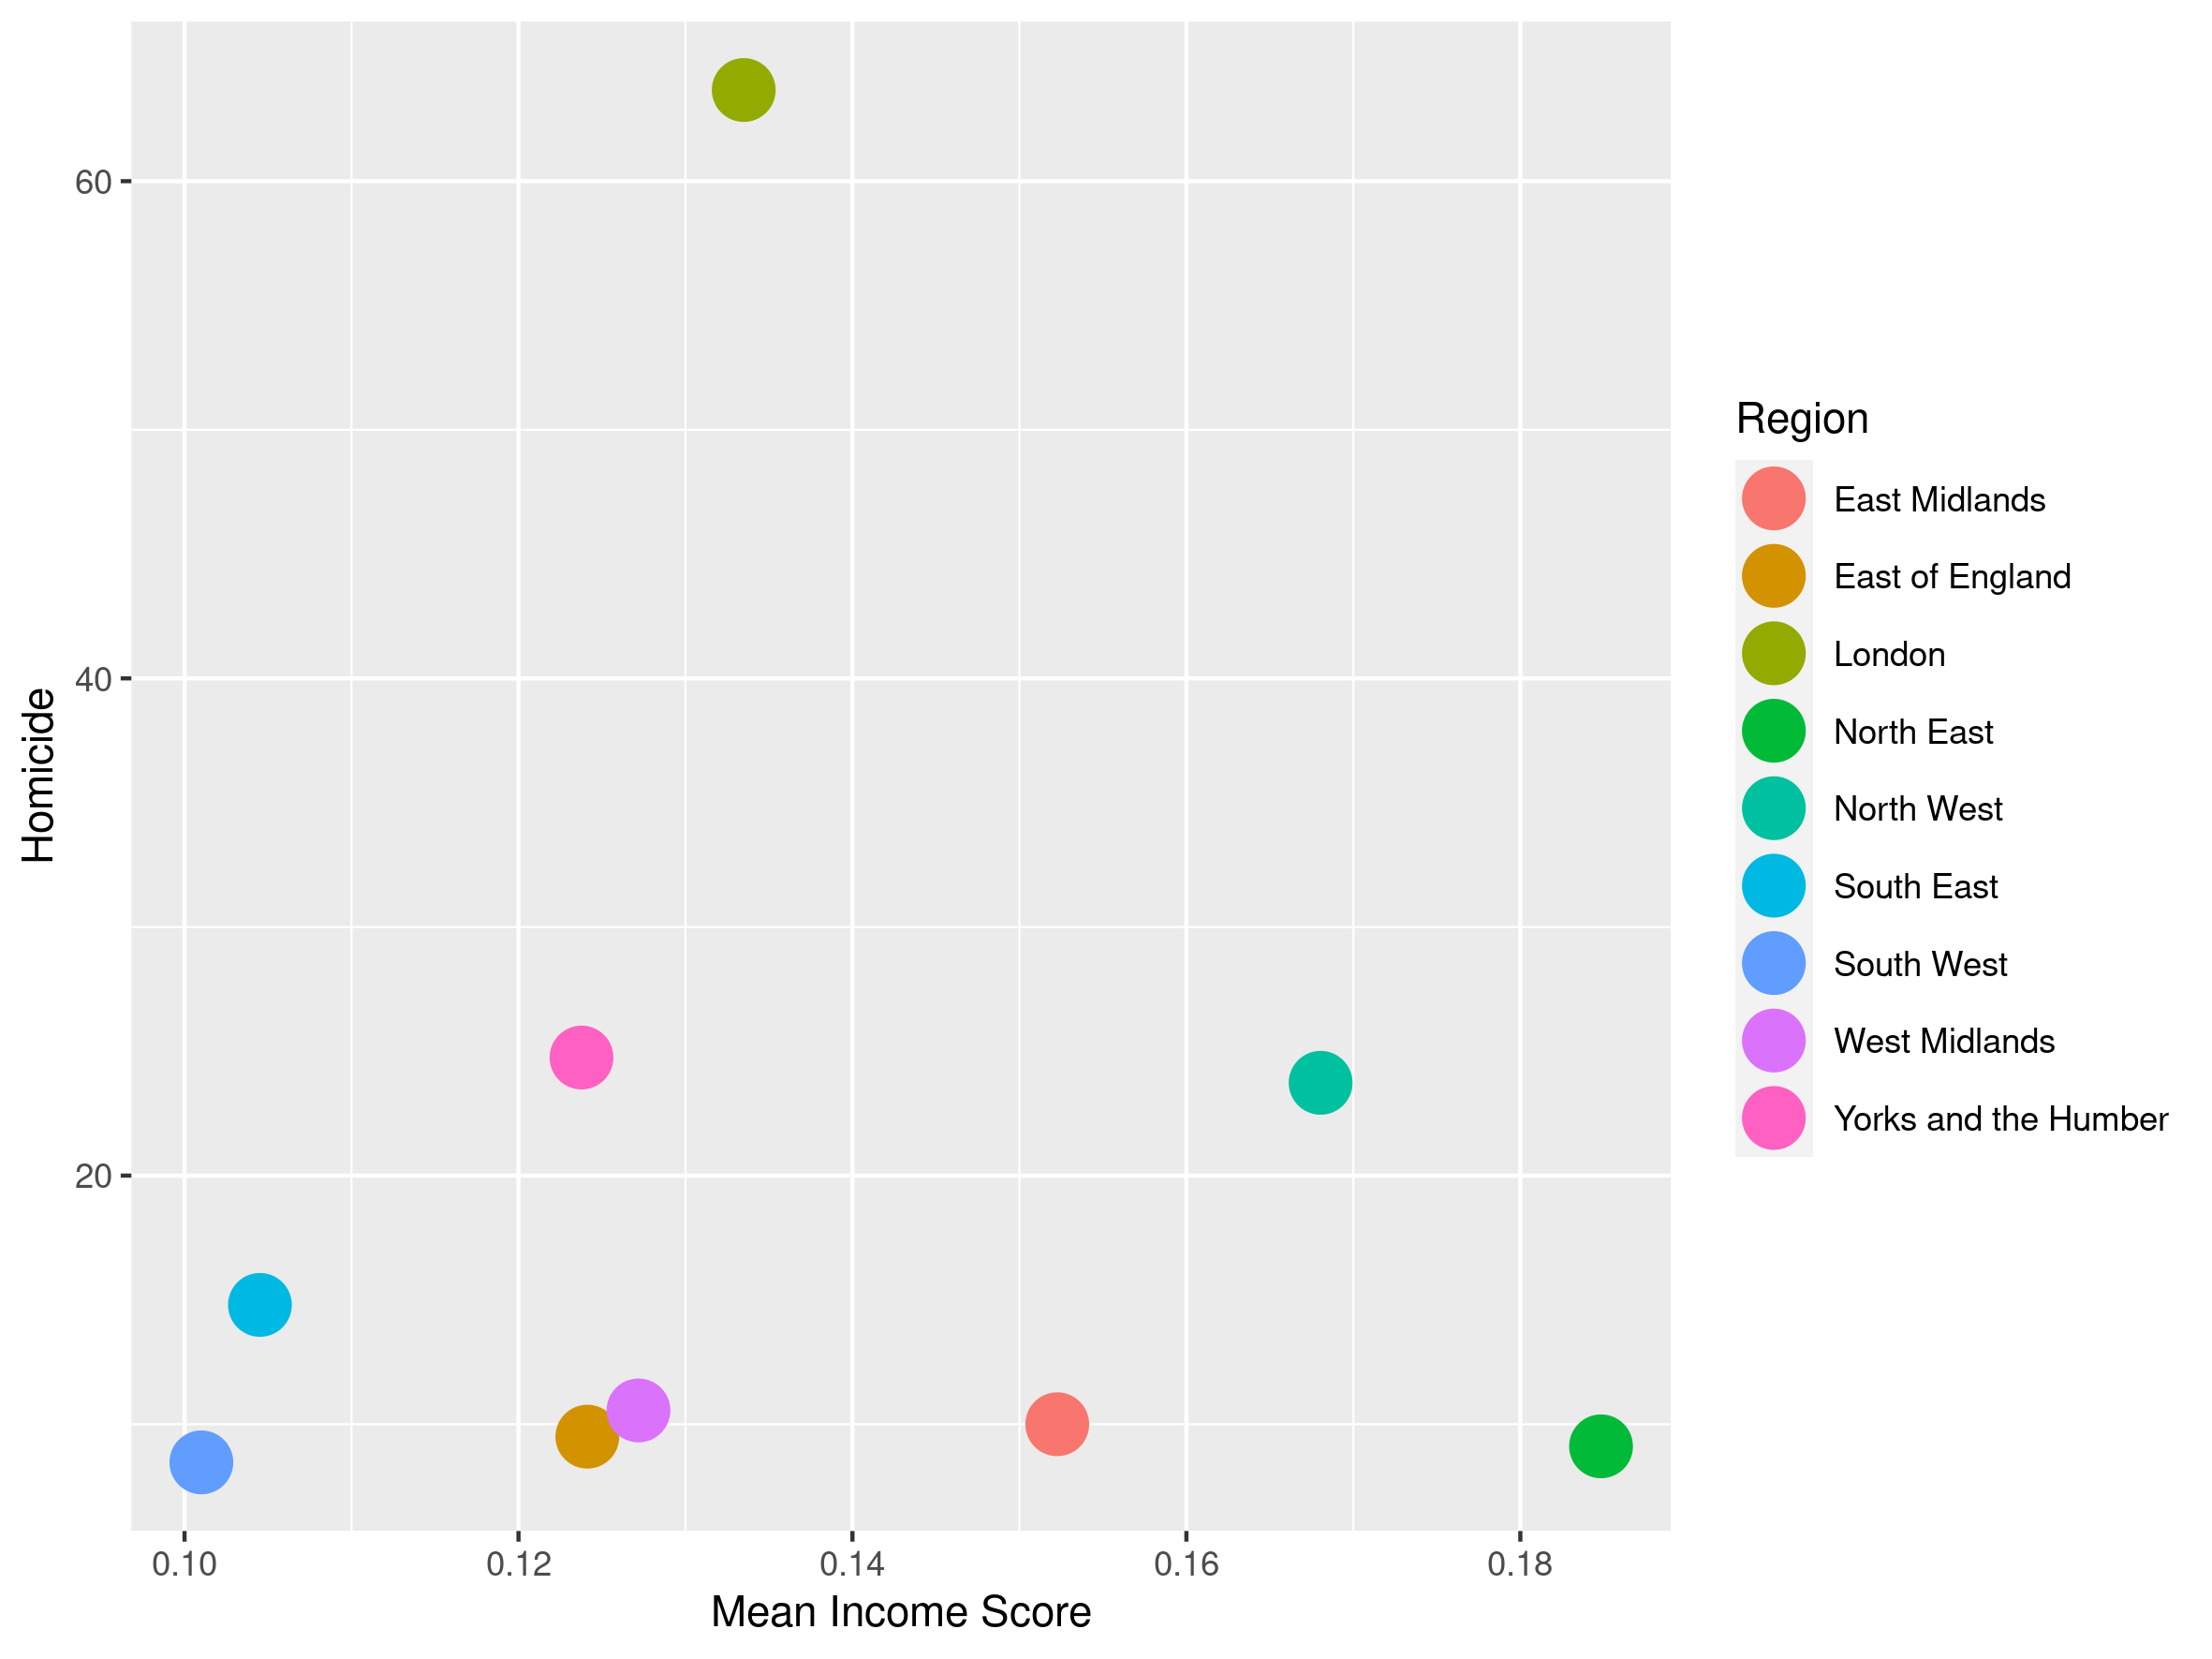 60
40
20
Homicide
0.10 0.12 0.14 0.16 0.18
Mean Income Score
Region
East Midlands
East of England
London
North East
North West
South East
South West
West Midlands
Yorks and the Humber